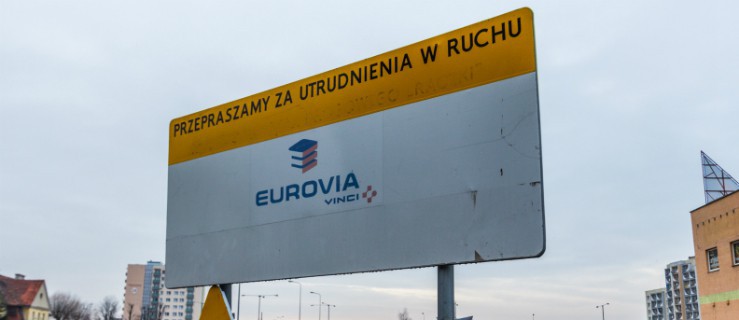 PRZEPRASZAMY ZA UTRUDNIENIA W RUCHU
EUROVIA
VINCI